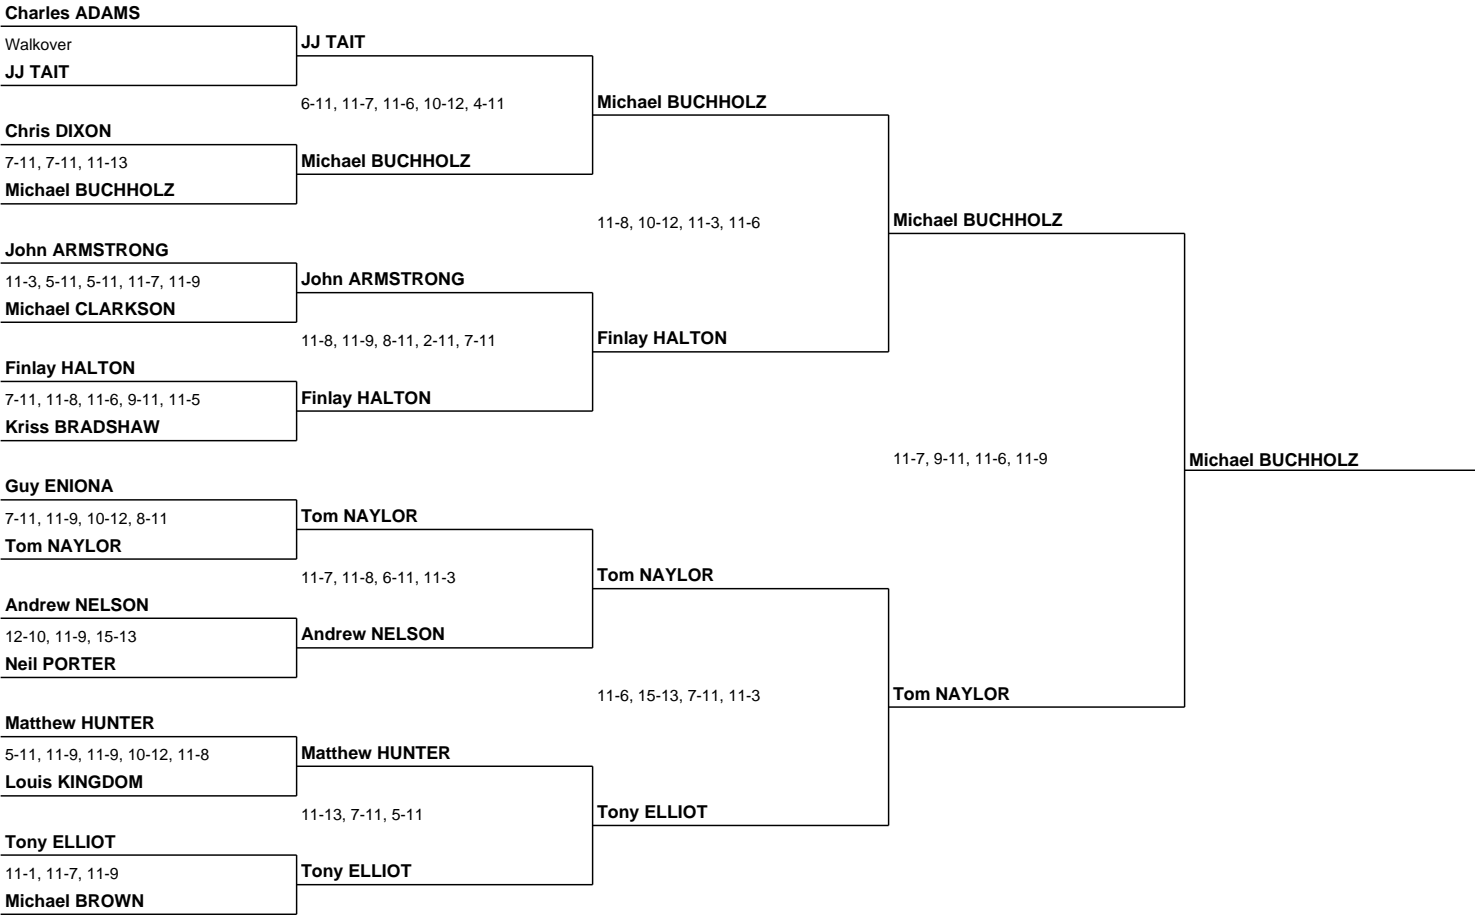 Charles ADAMS
Walkover
JJ TAIT
Chris DIXON
7-11, 7-11, 11-13
Michael BUCHHOLZ
John ARMSTRONG
11-3, 5-11, 5-11, 11-7, 11-9
Michael CLARKSON
Finlay HALTON
7-11, 11-8, 11-6, 9-11, 11-5
Kriss BRADSHAW
Guy ENIONA
7-11, 11-9, 10-12, 8-11
Tom NAYLOR
Andrew NELSON
12-10, 11-9, 15-13
Neil PORTER
Matthew HUNTER
5-11, 11-9, 11-9, 10-12, 11-8
Louis KINGDOM
Tony ELLIOT
11-1, 11-7, 11-9
Michael BROWN
JJ TAIT
6-11, 11-7, 11-6, 10-12, 4-11
Michael BUCHHOLZ
John ARMSTRONG
11-8, 11-9, 8-11, 2-11, 7-11
Finlay HALTON
Tom NAYLOR
11-7, 11-8, 6-11, 11-3
Andrew NELSON
Matthew HUNTER
11-13, 7-11, 5-11
Tony ELLIOT
Michael BUCHHOLZ
11-8, 10-12, 11-3, 11-6
Finlay HALTON
Tom NAYLOR
11-6, 15-13, 7-11, 11-3
Tony ELLIOT
Michael BUCHHOLZ
11-7, 9-11, 11-6, 11-9
Tom NAYLOR
Michael BUCHHOLZ